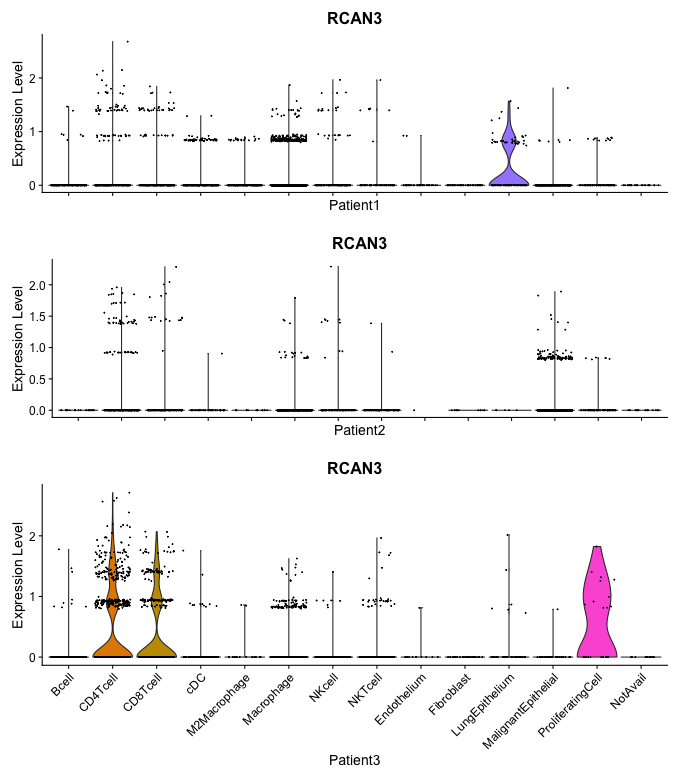 RCAN3
Expression Level
2
1
0
Patient1
RCAN3
Expression Level
2.0
1.5
1.0
0.5
0.0
Patient2
RCAN3
Expression Level
2
1
0
Bcell
CD4Tcell
CD8Tcell
cDC
M2Macrophage
Macrophage
NKcell
NKTcell
Endothelium
Fibroblast
LungEpithelium
MalignantEpithelial
ProliferatingCell
NotAvail
Patient3